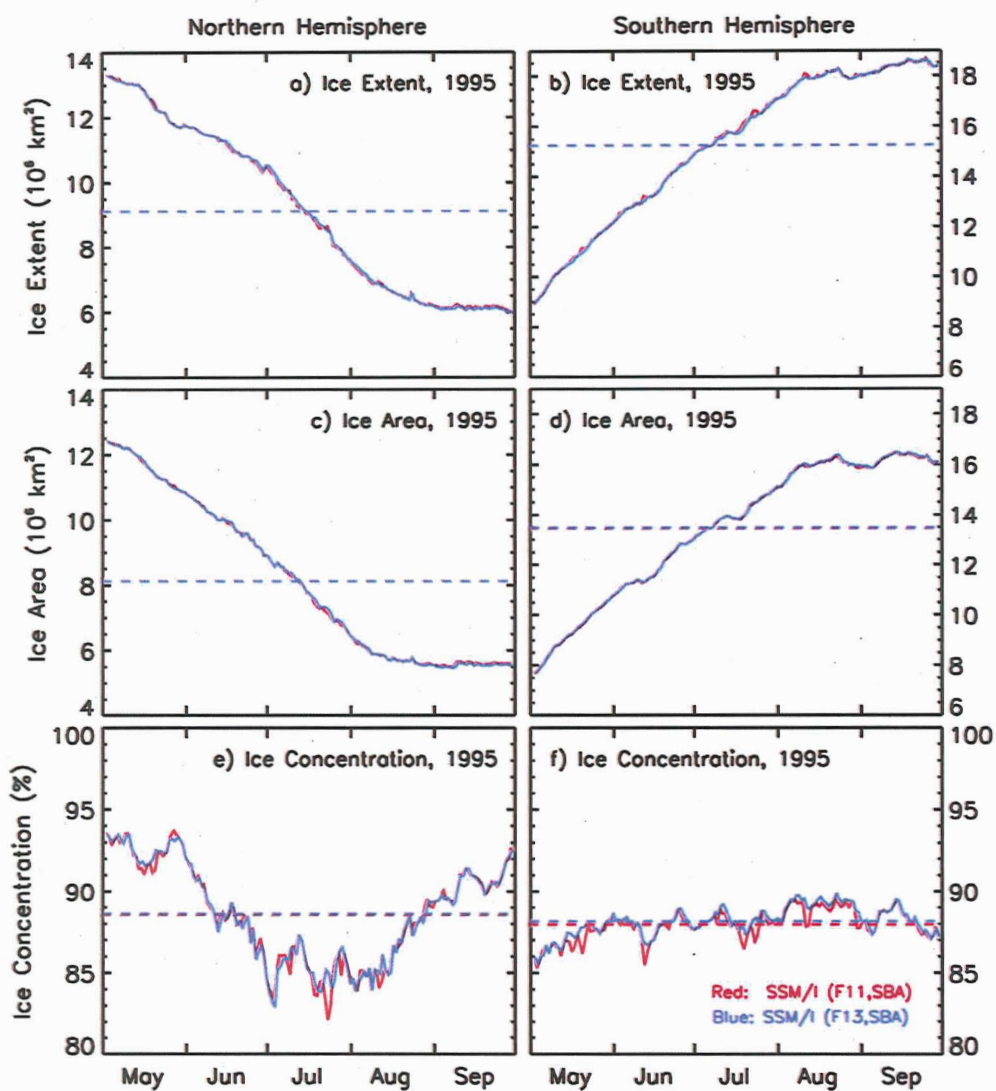 Northern Hemisphere
Southern Hemisphere
a) Ice Extent, 1995
b) Ice Extent, 1995
Ice Extent (10⁶ km²)
14
12
10
8
6
4
18
16
14
12
10
8
6
c) Ice Area, 1995
d) Ice Area, 1995
Ice Area (10⁶ km²)
14
12
10
8
6
4
18
16
14
12
10
8
6
e) Ice Concentration, 1995
f) Ice Concentration, 1995
Ice Concentration (%)
100
95
90
85
80
100
95
90
85
80
Red: SSM/I (F11,SBA)
Blue: SSM/I (F13,SBA)
May Jun Jul Aug Sep
May Jun Jul Aug Sep